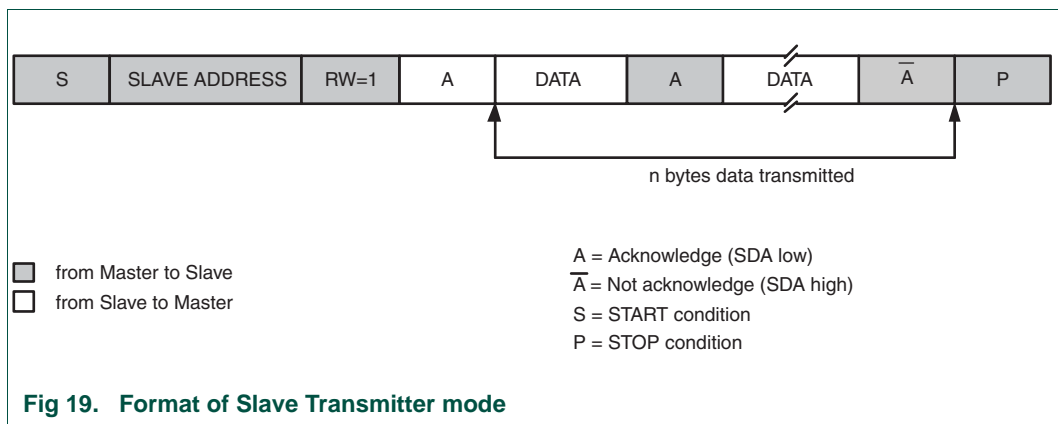 S SLAVE ADDRESS RW=1 A DATA A DATA A̅ P
n bytes data transmitted
from Master to Slave
from Slave to Master
A = Acknowledge (SDA low)
A̅ = Not acknowledge (SDA high)
S = START condition
P = STOP condition
Fig 19. Format of Slave Transmitter mode